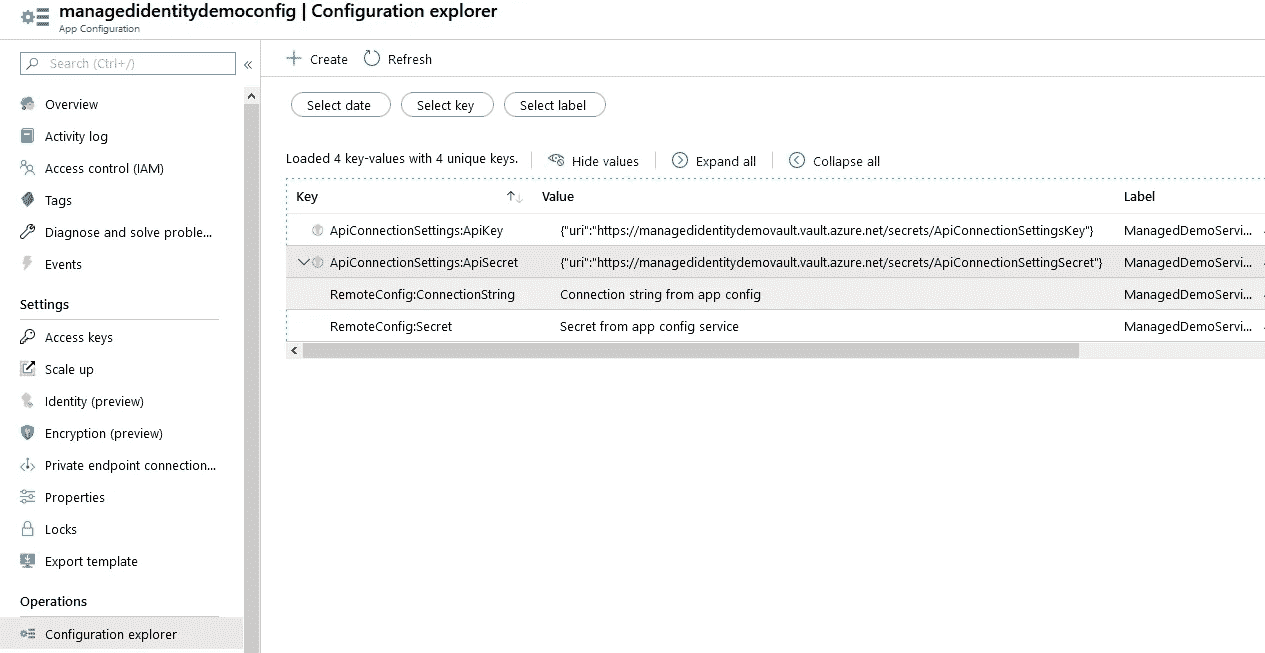 managedidentitydemoconfig | Configuration explorer
App Configuration
Search (Ctrl+/)
«
Overview
Activity log
Access control (IAM)
Tags
Diagnose and solve proble...
Events
Settings
Access keys
Scale up
Identity (preview)
Encryption (preview)
Private endpoint connection...
Properties
Locks
Export template
Operations
Configuration explorer
Create Refresh
Select date Select key Select label
Loaded 4 key-values with 4 unique keys. Hide values Expand all Collapse all
Key Value Label
ApiConnectionSettings:ApiKey {"uri":"https://managedidentitydemovault.vault.azure.net/secrets/ApiConnectionSettingsKey"} ManagedDemoServi...
ApiConnectionSettings:ApiSecret {"uri":"https://managedidentitydemovault.vault.azure.net/secrets/ApiConnectionSettingSecret"} ManagedDemoServi...
RemoteConfig:ConnectionString Connection string from app config ManagedDemoServi...
RemoteConfig:Secret Secret from app config service ManagedDemoServi...